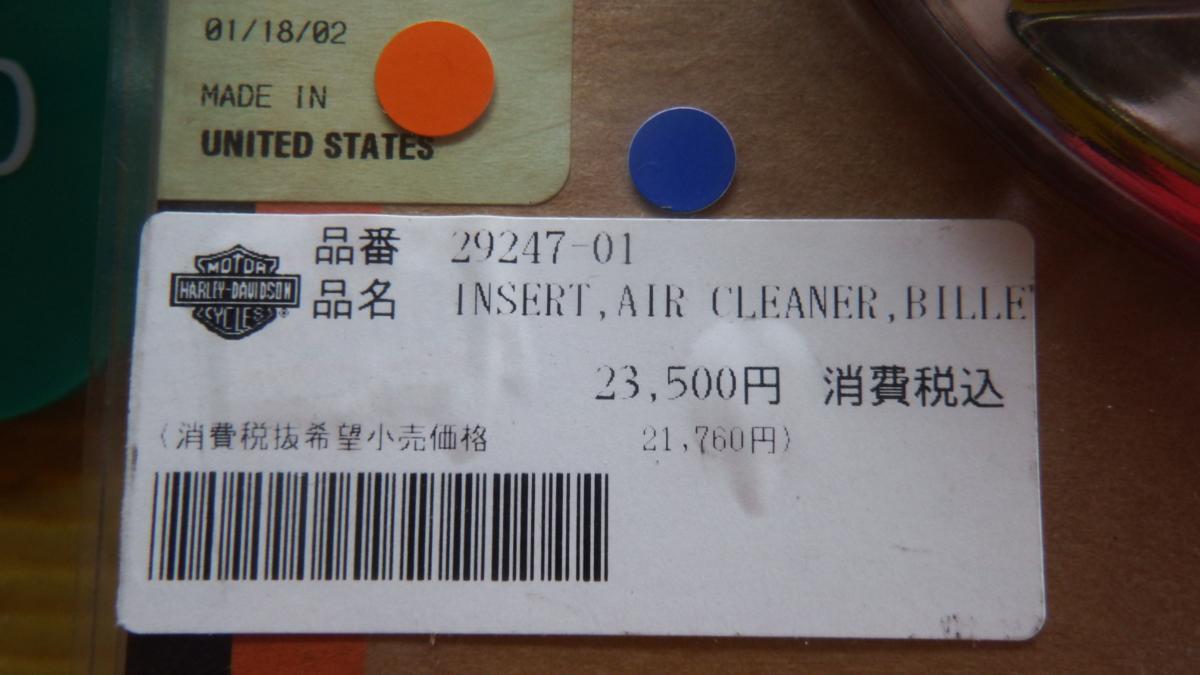 01/18/02
MADE IN
UNITED STATES
MOTOR
HARLEY-DAVIDSON
CYCLES
品番 29247-01
品名 INSERT,AIR CLEANER,BILLET
23,500円 消費税込
(消費税抜希望小売価格 21,760円)